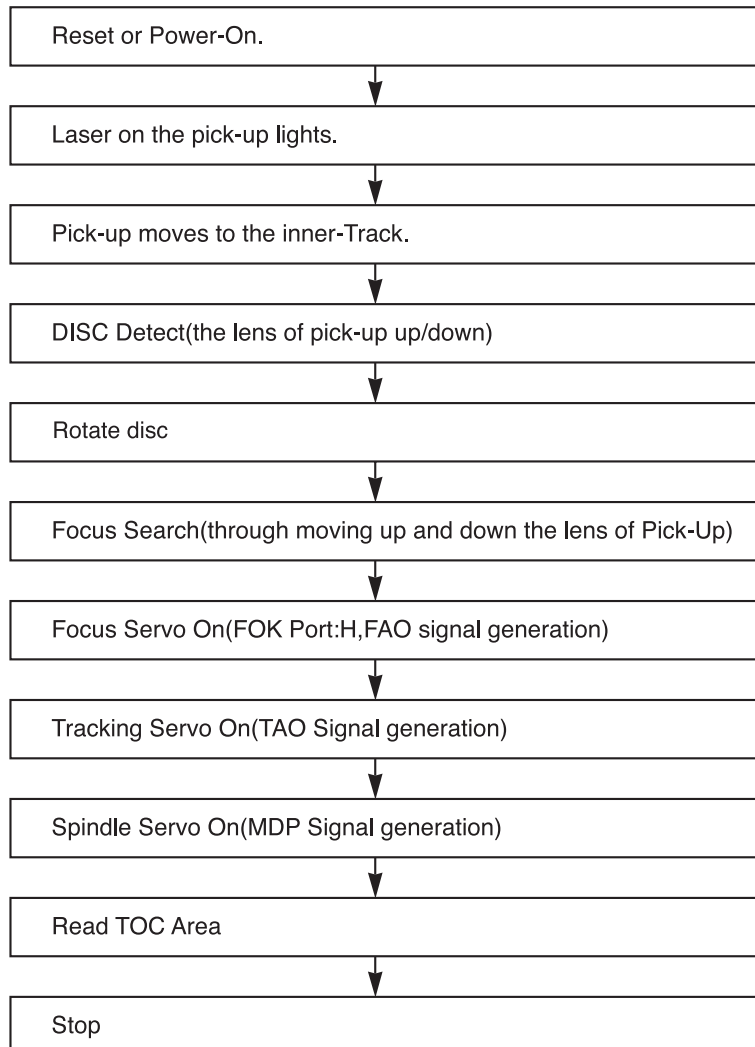 Reset or Power-On.
Laser on the pick-up lights.
Pick-up moves to the inner-Track.
DISC Detect(the lens of pick-up up/down)
Rotate disc
Focus Search(through moving up and down the lens of Pick-Up)
Focus Servo On(FOK Port:H,FAO signal generation)
Tracking Servo On(TAO Signal generation)
Spindle Servo On(MDP Signal generation)
Read TOC Area
Stop